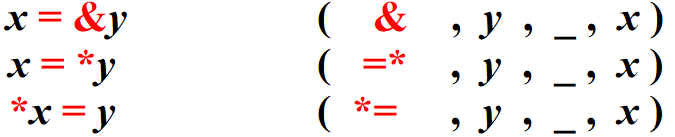 x = &y ( & , y , _ , x )
x = *y ( =* , y , _ , x )
*x = y ( *= , y , _ , x )